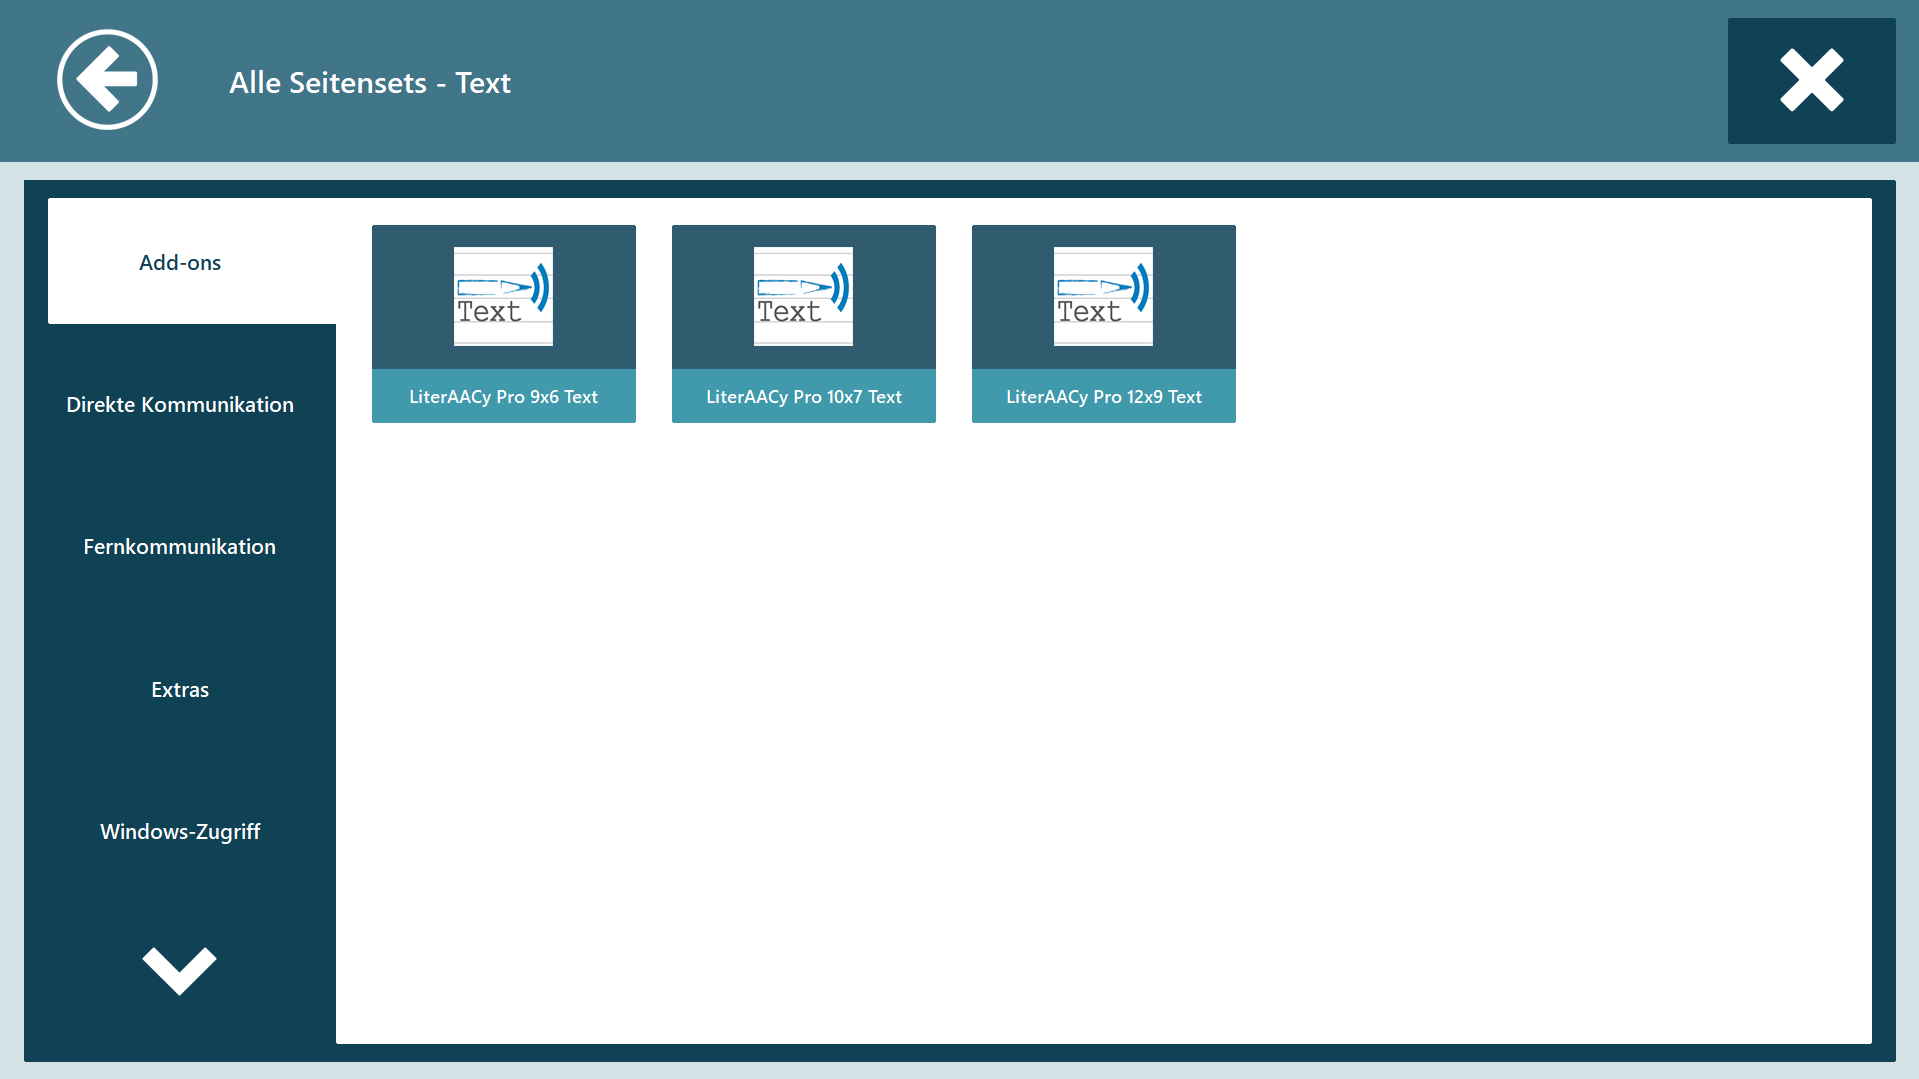 Alle Seitensets - Text
Add-ons
Direkte Kommunikation
Fernkommunikation
Extras
Windows-Zugriff
Text
LiterAACy Pro 9x6 Text
Text
LiterAACy Pro 10x7 Text
Text
LiterAACy Pro 12x9 Text